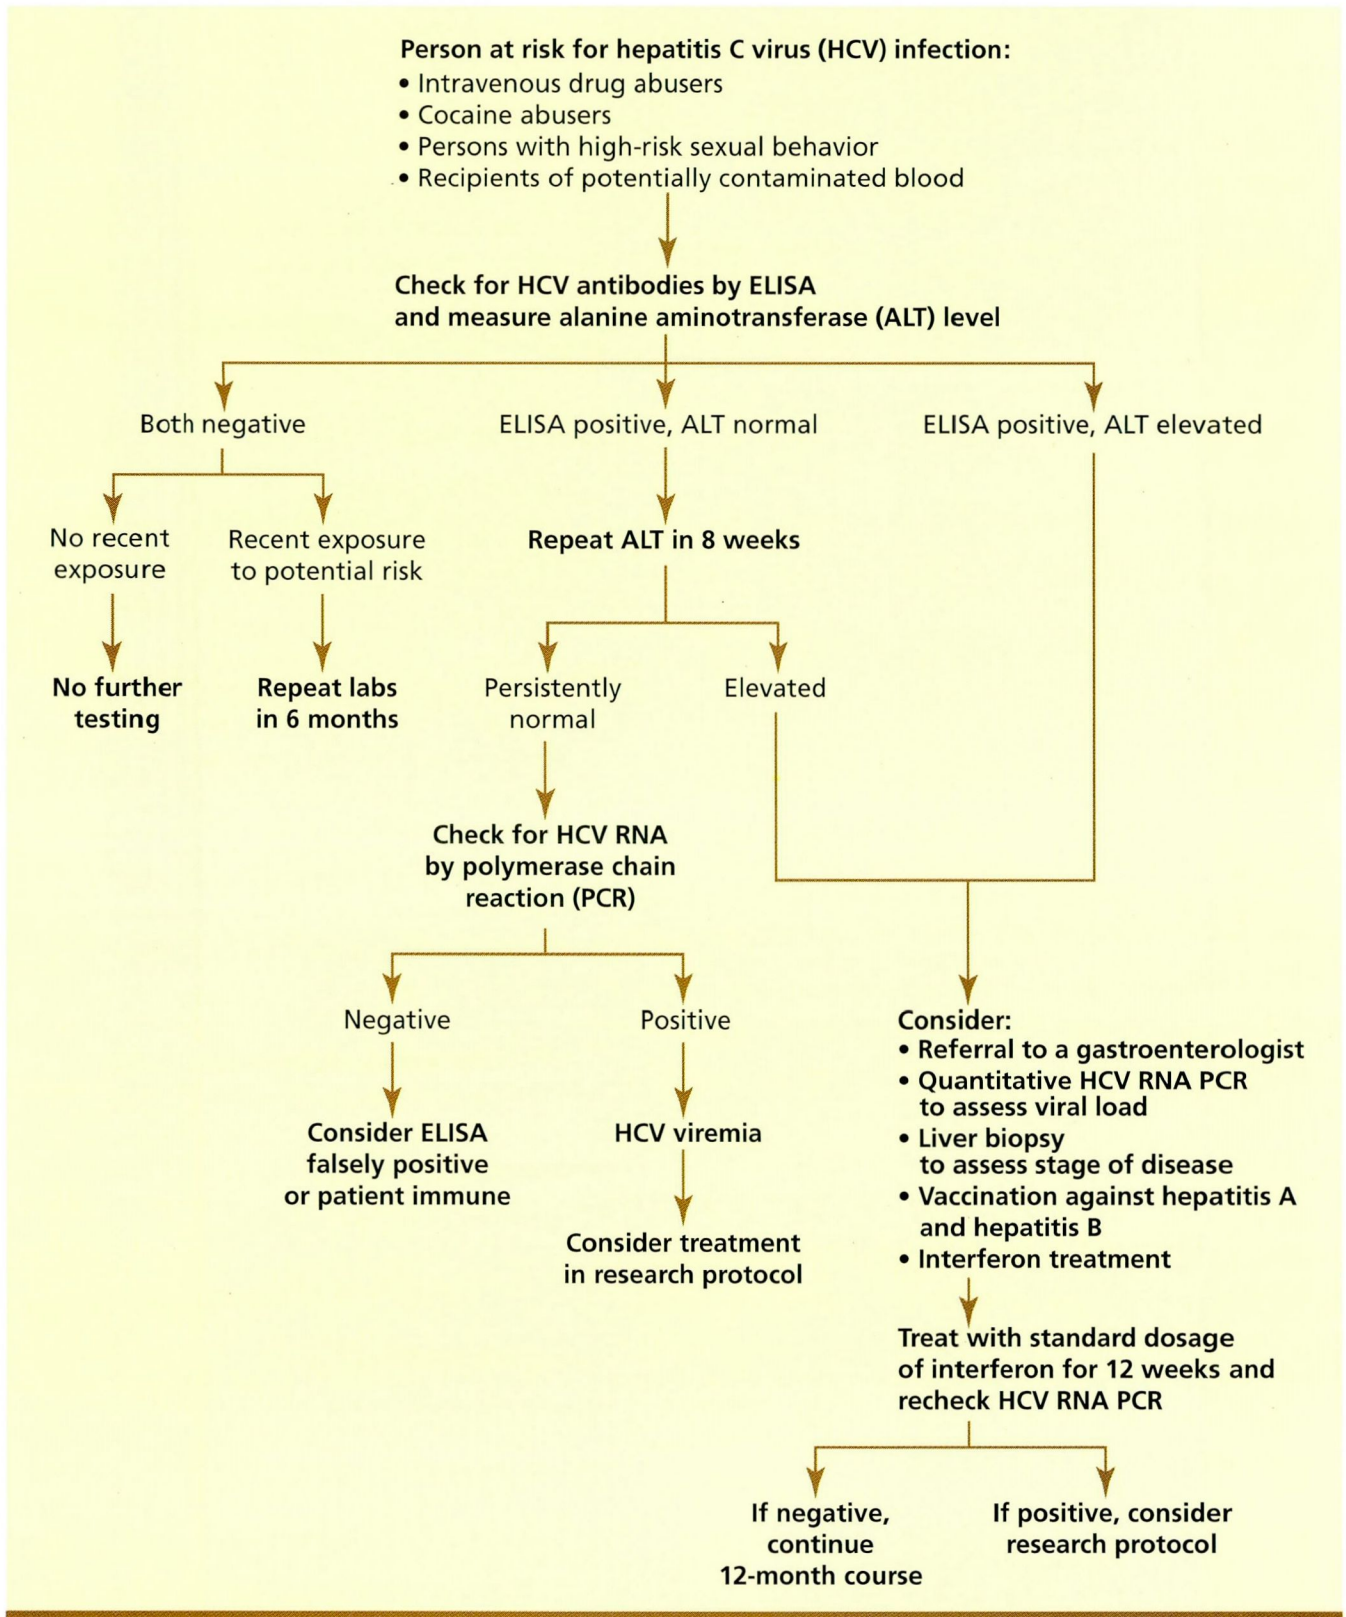 Person at risk for hepatitis C virus (HCV) infection:
• Intravenous drug abusers
• Cocaine abusers
• Persons with high-risk sexual behavior
• Recipients of potentially contaminated blood
Check for HCV antibodies by ELISA
and measure alanine aminotransferase (ALT) level
Both negative
ELISA positive, ALT normal
ELISA positive, ALT elevated
No recent
exposure
Recent exposure
to potential risk
Repeat ALT in 8 weeks
No further
testing
Repeat labs
in 6 months
Persistently
normal
Elevated
Check for HCV RNA
by polymerase chain
reaction (PCR)
Negative
Positive
Consider ELISA
falsely positive
or patient immune
HCV viremia
Consider treatment
in research protocol
Consider:
• Referral to a gastroenterologist
• Quantitative HCV RNA PCR
to assess viral load
• Liver biopsy
to assess stage of disease
• Vaccination against hepatitis A
and hepatitis B
• Interferon treatment
Treat with standard dosage
of interferon for 12 weeks and
recheck HCV RNA PCR
If negative,
continue
12-month course
If positive, consider
research protocol